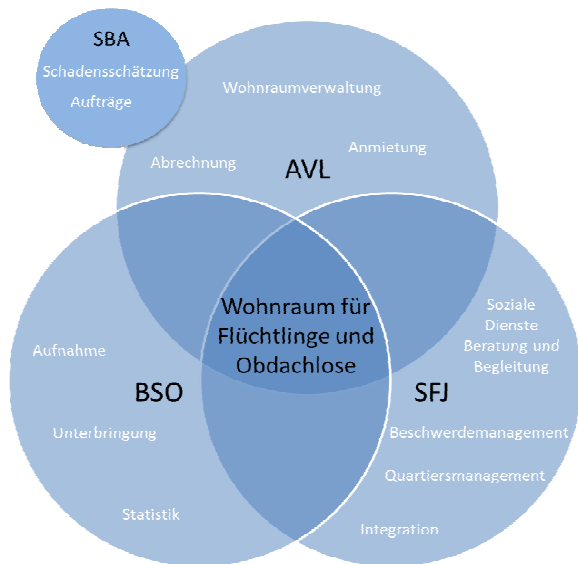 SBA
Schadensschätzung
Aufträge
Wohnraumverwaltung
Anmietung
Abrechnung
AVL
Wohnraum für
Flüchtlinge und
Obdachlose
Aufnahme
BSO
Unterbringung
Statistik
Soziale
Dienste
Beratung und
Begleitung
SFJ
Beschwerdemanagement
Quartiersmanagement
Integration